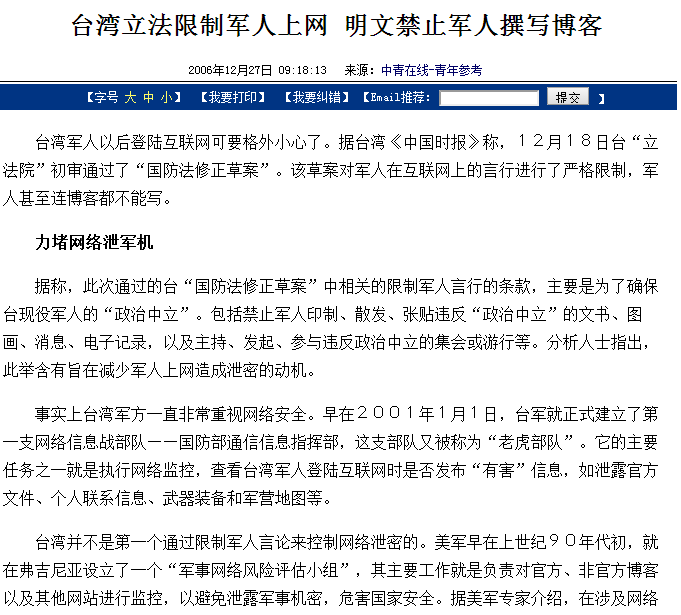 台湾立法限制军人上网 明文禁止军人撰写博客
2006年12月27日 09:18:13 来源：中青在线-青年参考
【字号 大 中 小】 【我要打印】 【我要纠错】 【Email推荐： 提交 】
台湾军人以后登陆互联网可要格外小心了。据台湾《中国时报》称，１２月１８日台“立
法院”初审通过了“国防法修正草案”。该草案对军人在互联网上的言行进行了严格限制，军
人甚至连博客都不能写。
力堵网络泄军机
据称，此次通过的台“国防法修正草案”中相关的限制军人言行的条款，主要是为了确保
台现役军人的“政治中立”。包括禁止军人印制、散发、张贴违反“政治中立”的文书、图
画、消息、电子记录，以及主持、发起、参与违反政治中立的集会或游行等。分析人士指出，
此举含有旨在减少军人上网造成泄密的动机。
事实上台湾军方一直非常重视网络安全。早在２００１年１月１日，台军就正式建立了第
一支网络信息战部队——国防部通信信息指挥部，这支部队又被称为“老虎部队”。它的主要
任务之一就是执行网络监控，查看台湾军人登陆互联网时是否发布“有害”信息，如泄露官方
文件、个人联系信息、武器装备和军营地图等。
台湾并不是第一个通过限制军人言论来控制网络泄密的。美军早在上世纪９０年代初，就
在弗吉尼亚设立了一个“军事网络风险评估小组”，其主要工作就是负责对官方、非官方博客
以及其他网站进行监控，以避免泄露军事机密，危害国家安全。据美军专家介绍，在涉及网络